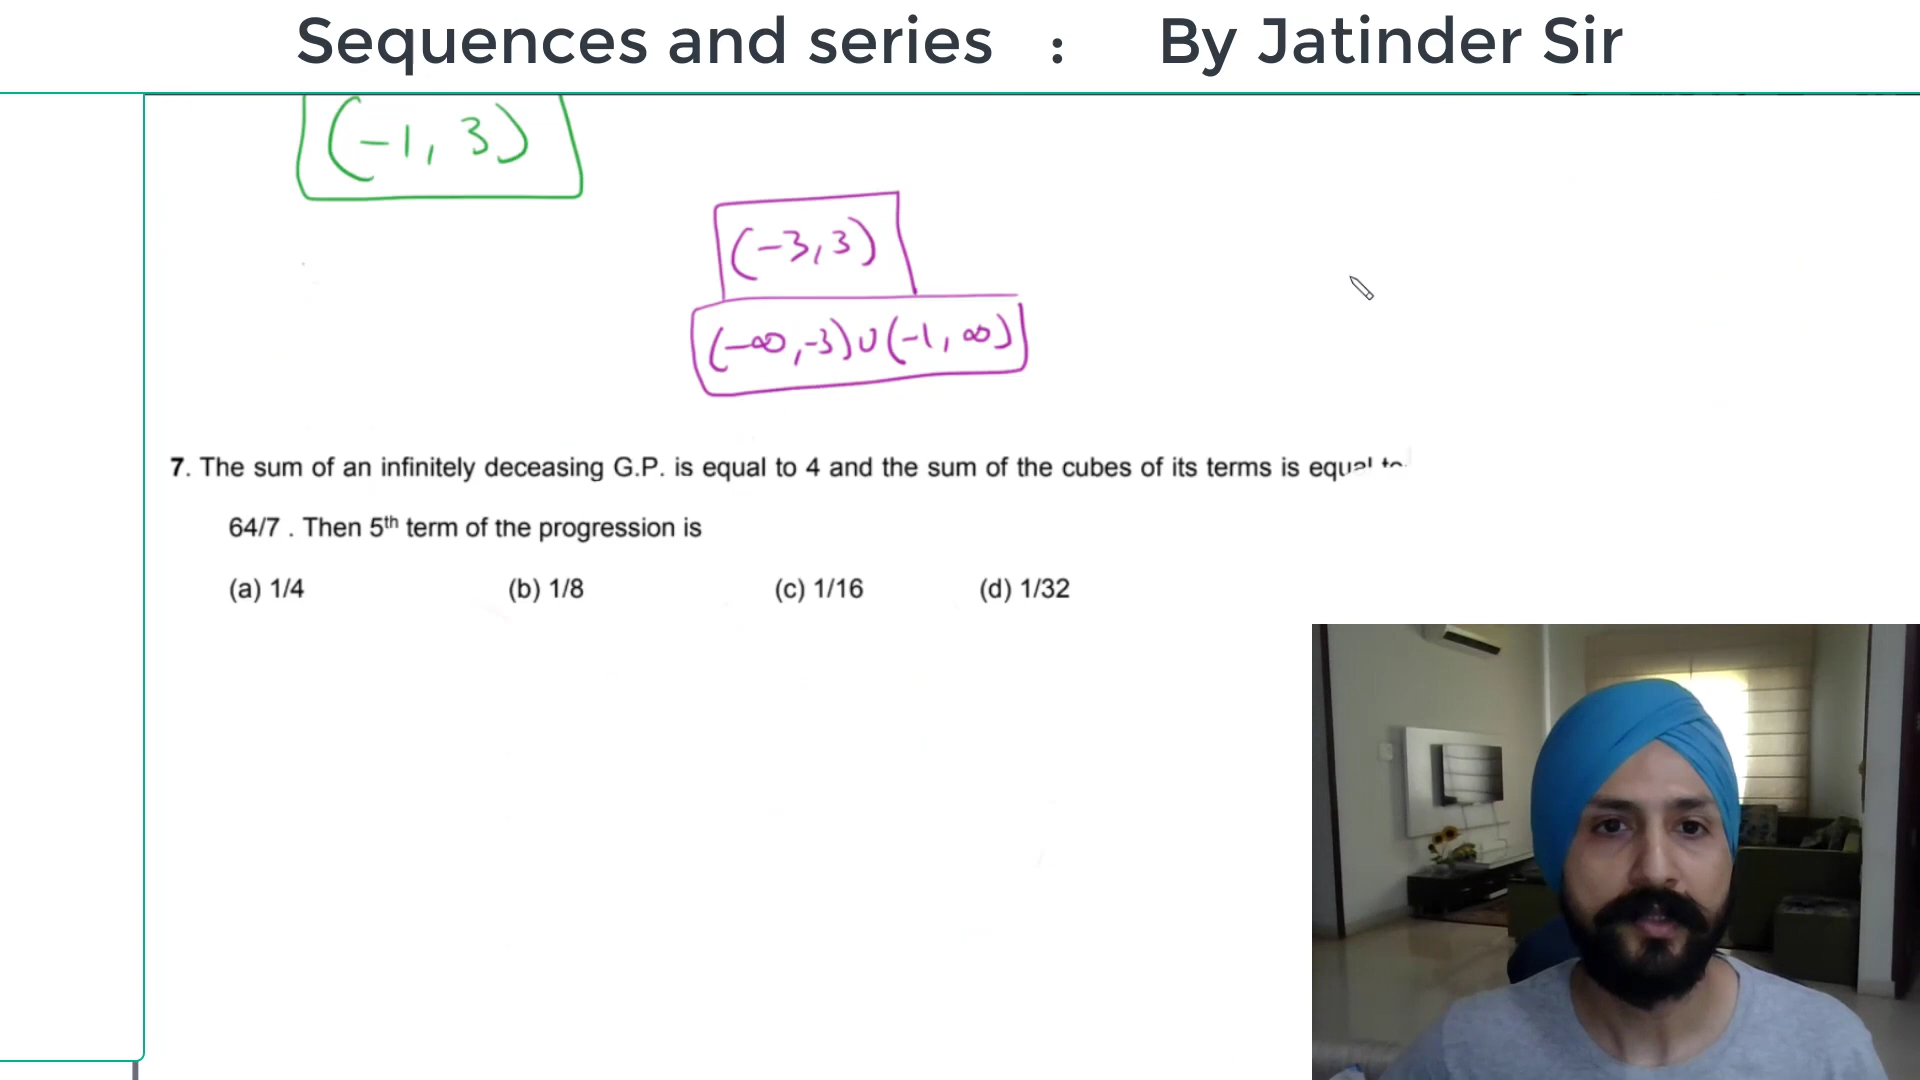 Sequences and series : By Jatinder Sir
(-1, 3)
(-3, 3)
(-∞, -3) ∪ (-1, ∞)
7. The sum of an infinitely deceasing G.P. is equal to 4 and the sum of the cubes of its terms is equal to
64/7 . Then 5th term of the progression is
(a) 1/4 (b) 1/8 (c) 1/16 (d) 1/32